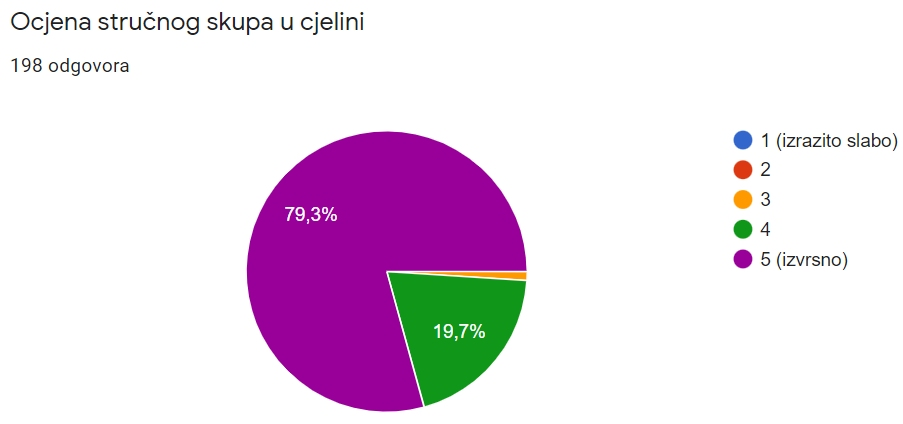 Ocjena stručnog skupa u cjelini
198 odgovora
79,3%
19,7%
1 (izrazito slabo)
2
3
4
5 (izvrsno)